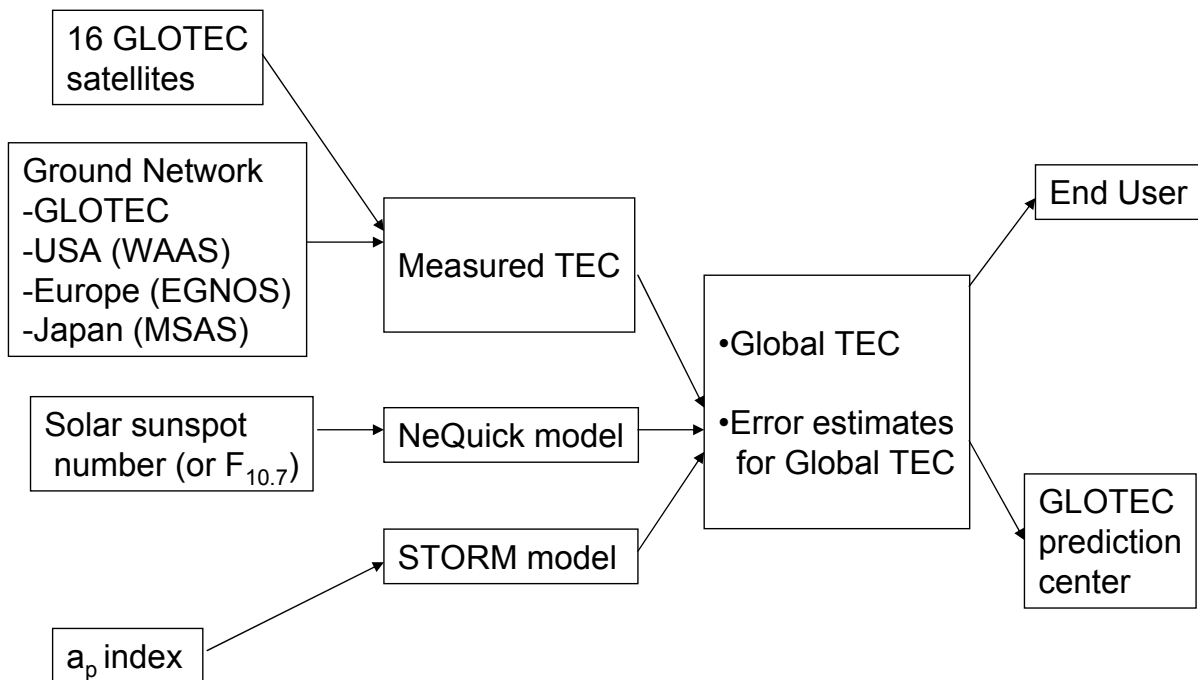 16 GLOTEC
satellites
Ground Network
-GLOTEC
-USA (WAAS)
-Europe (EGNOS)
-Japan (MSAS)
Measured TEC
End User
•Global TEC
•Error estimates
for Global TEC
Solar sunspot
number (or F₁₀.₇)
NeQuick model
STORM model
GLOTEC
prediction
center
aₚ index